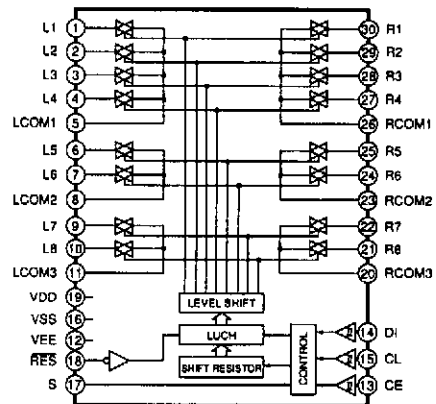 L1 1 30 R1
L2 2 29 R2
L3 3 28 R3
L4 4 27 R4
LCOM1 5 26 RCOM1
L5 6 25 R5
L6 7 24 R6
LCOM2 8 23 RCOM2
L7 9 22 R7
L8 10 21 R8
LCOM3 11 20 RCOM3
VDD 19 LEVEL SHIFT
VSS 16
VEE 12 LUCH CONTROL 14 DI
RES 18 SHIFT RESISTOR 15 CL
S 17 13 CE